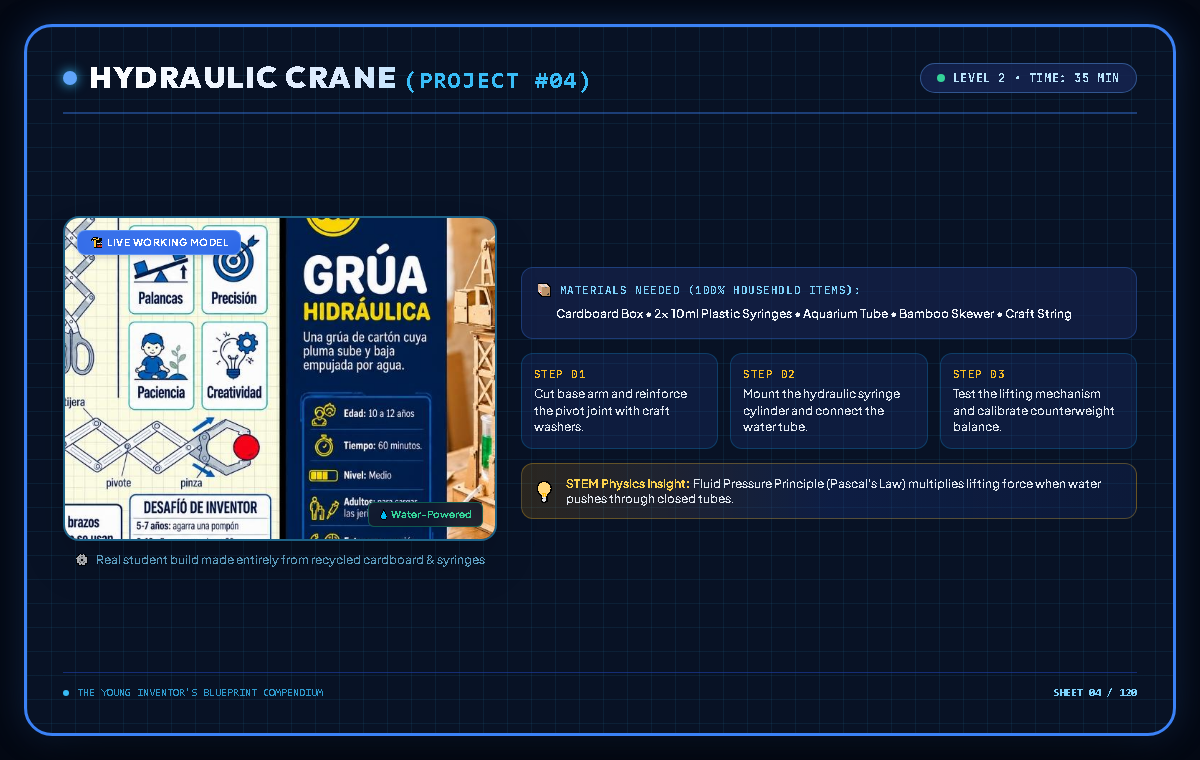 HYDRAULIC CRANE (PROJECT #04)
LEVEL 2 • TIME: 35 MIN
LIVE WORKING MODEL
Palancas
Precisión
Paciencia
Creatividad
tijera
pivote
pinza
brazos
DESAFÍO DE INVENTOR
5-7 años: agarra un pompón
GRÚA
HIDRÁULICA
Una grúa de cartón cuya
pluma sube y baja
empujada por agua.
Edad: 10 a 12 años
Tiempo: 60 minutos.
Nivel: Medio
Adultos: para cargar
las jeri
Water-Powered
Real student build made entirely from recycled cardboard & syringes
MATERIALS NEEDED (100% HOUSEHOLD ITEMS):
Cardboard Box • 2x 10ml Plastic Syringes • Aquarium Tube • Bamboo Skewer • Craft String
STEP 01
Cut base arm and reinforce
the pivot joint with craft
washers.
STEP 02
Mount the hydraulic syringe
cylinder and connect the
water tube.
STEP 03
Test the lifting mechanism
and calibrate counterweight
balance.
STEM Physics Insight: Fluid Pressure Principle (Pascal's Law) multiplies lifting force when water
pushes through closed tubes.
THE YOUNG INVENTOR'S BLUEPRINT COMPENDIUM
SHEET 04 / 120